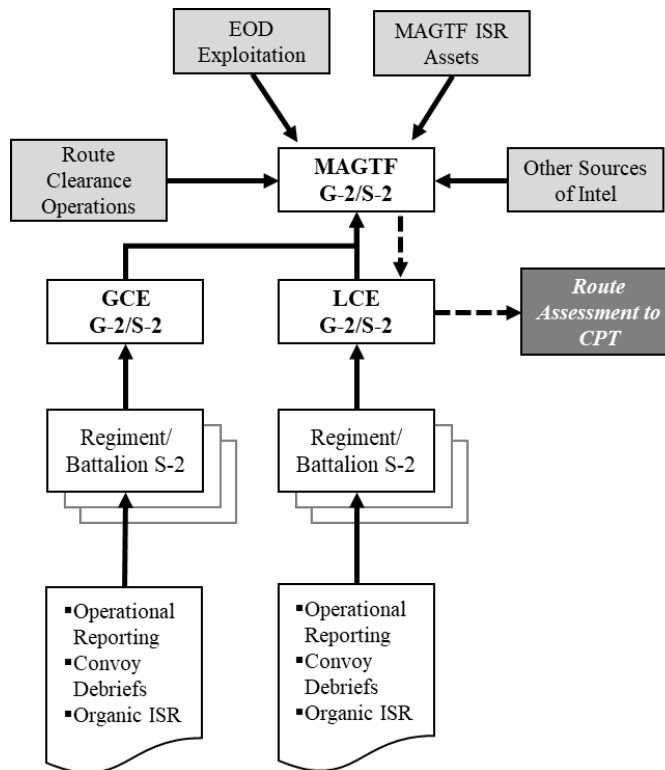 EOD
Exploitation
MAGTF ISR
Assets
Route
Clearance
Operations
MAGTF
G-2/S-2
Other Sources
of Intel
GCE
G-2/S-2
LCE
G-2/S-2
Route
Assessment to
CPT
Regiment/
Battalion S-2
Regiment/
Battalion S-2
▪Operational
Reporting
▪Convoy
Debriefs
▪Organic ISR
▪Operational
Reporting
▪Convoy
Debriefs
▪Organic ISR